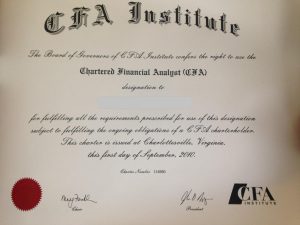 CFA Institute
The Board of Governors of CFA Institute confers the right to use the
Chartered Financial Analyst (CFA)
designation to
for fulfilling all the requirements prescribed for use of this designation
subject to fulfilling the ongoing obligations of a CFA charterholder.
This charter is issued at Charlottesville, Virginia,
this first day of September, 2010.
Charter Number
Chair
President
CFA
INSTITUTE